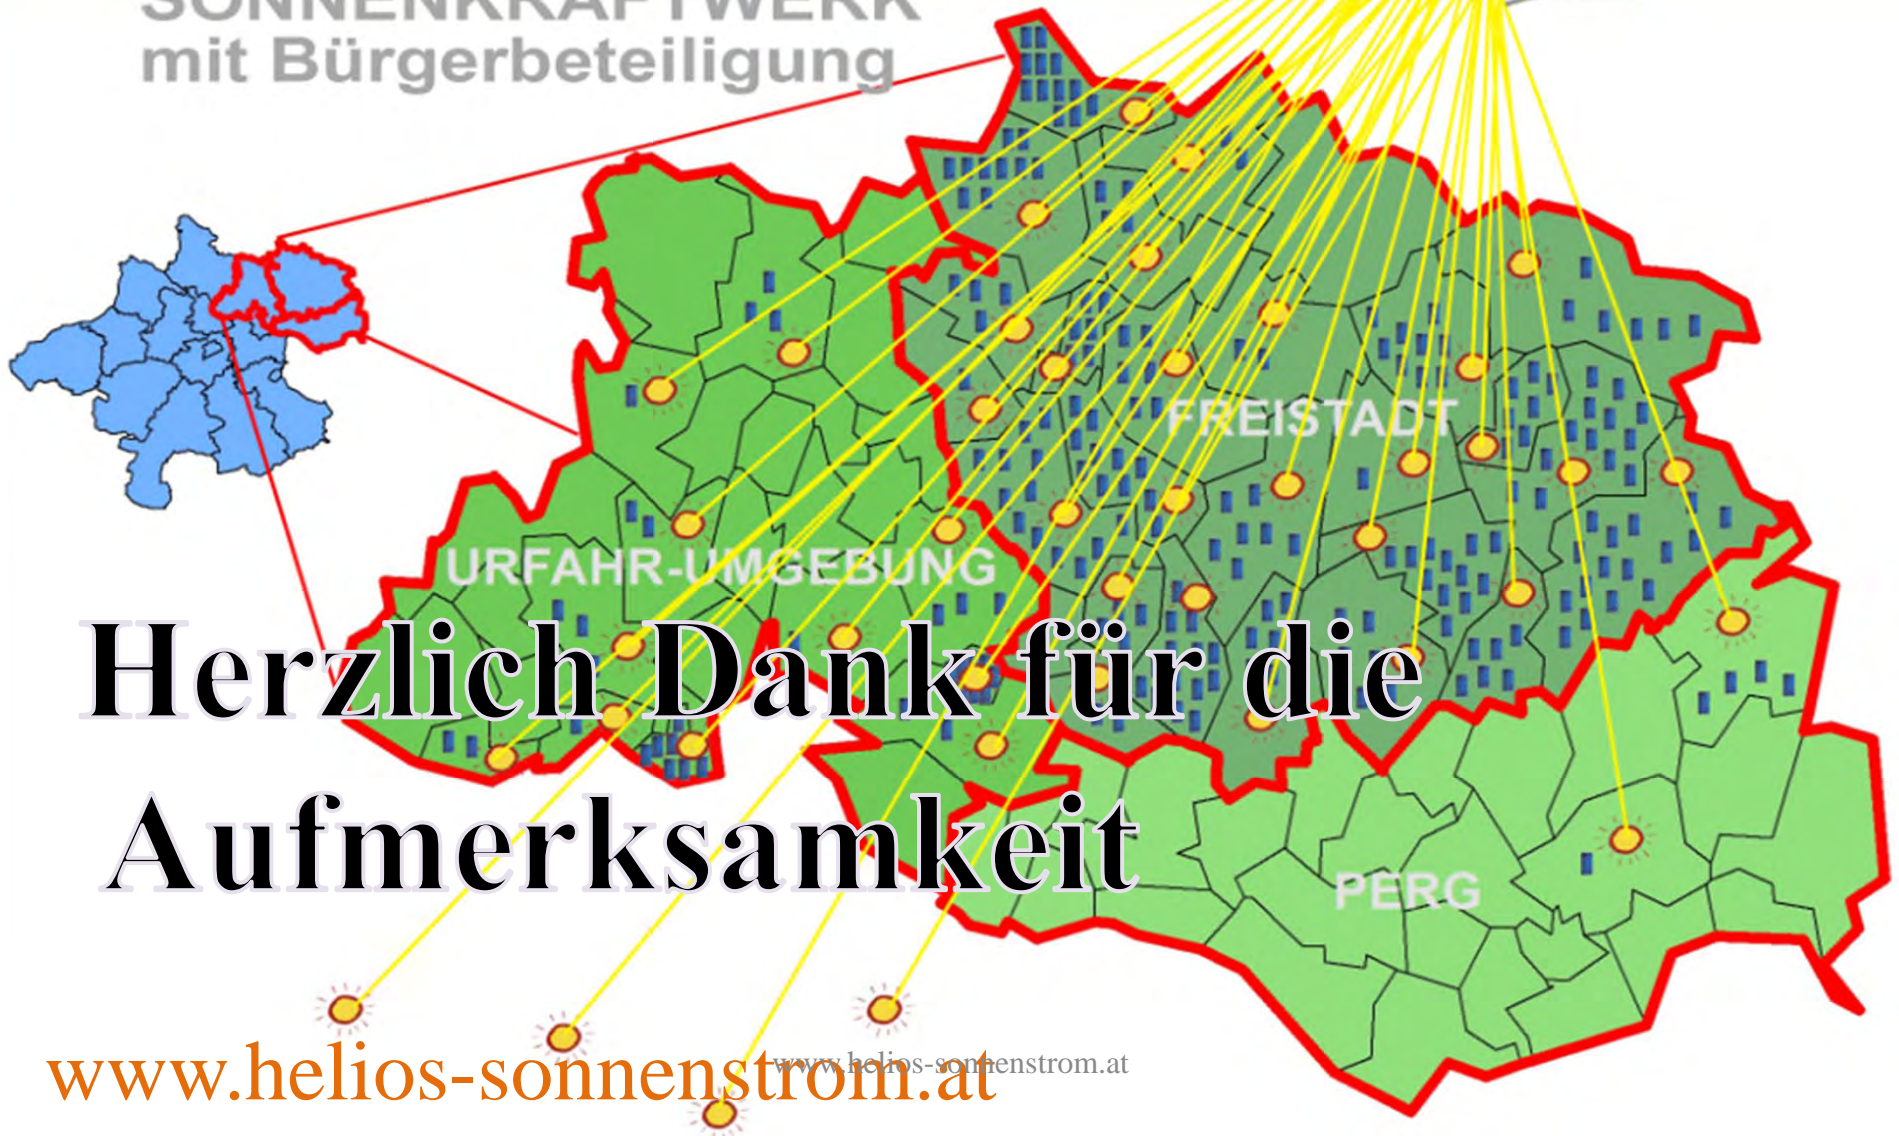 SONNENKRAFTWERK
mit Bürgerbeteiligung
FREISTADT
URFAHR-UMGEBUNG
Herzlich Dank für die
Aufmerksamkeit
PERG
www.helios-sonnenstrom.at
www.helios-sonnenstrom.at